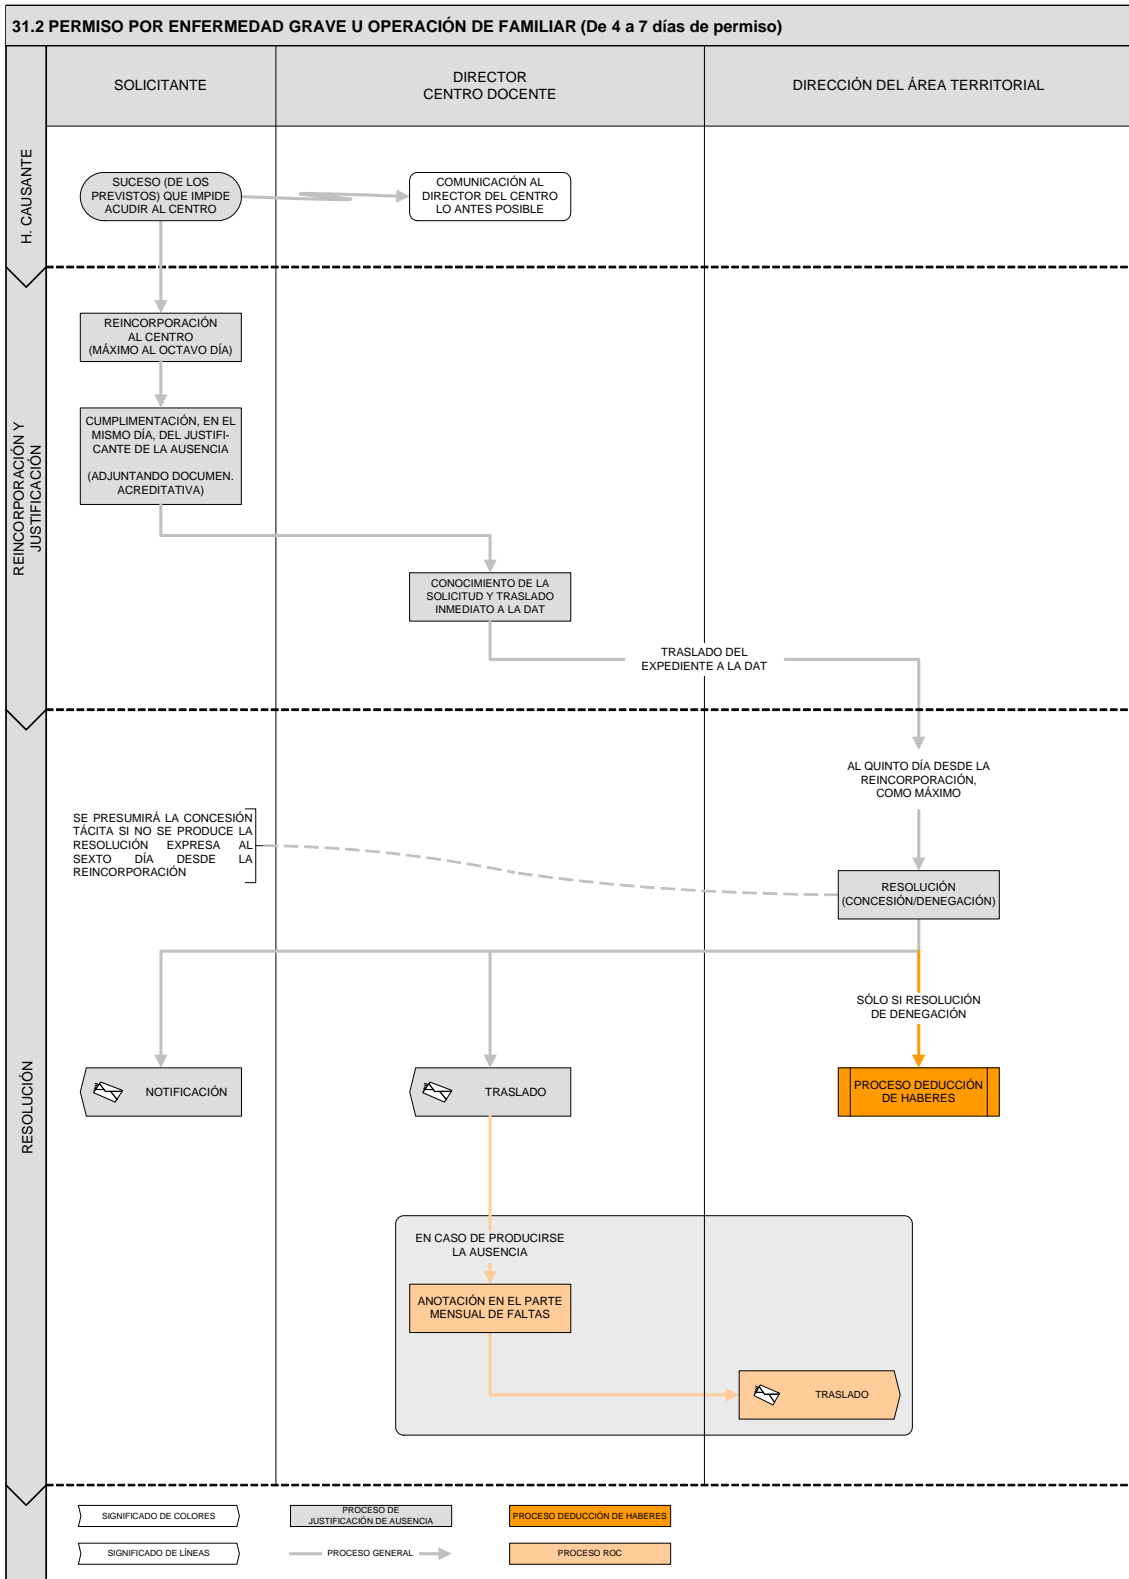 31.2 PERMISO POR ENFERMEDAD GRAVE U OPERACIÓN DE FAMILIAR (De 4 a 7 días de permiso)
SOLICITANTE
DIRECTOR
CENTRO DOCENTE
DIRECCIÓN DEL ÁREA TERRITORIAL
H. CAUSANTE
SUCESO (DE LOS
PREVISTOS) QUE IMPIDE
ACUDIR AL CENTRO
COMUNICACIÓN AL
DIRECTOR DEL CENTRO
LO ANTES POSIBLE
REINCORPORACIÓN Y
JUSTIFICACIÓN
REINCORPORACIÓN
AL CENTRO
(MÁXIMO AL OCTAVO DÍA)
CUMPLIMENTACIÓN, EN EL
MISMO DÍA, DEL JUSTIFI-
CANTE DE LA AUSENCIA
(ADJUNTANDO DOCUMEN.
ACREDITATIVA)
CONOCIMIENTO DE LA
SOLICITUD Y TRASLADO
INMEDIATO A LA DAT
TRASLADO DEL
EXPEDIENTE A LA DAT
RESOLUCIÓN
AL QUINTO DÍA DESDE LA
REINCORPORACIÓN,
COMO MÁXIMO
SE PRESUMIRÁ LA CONCESIÓN
TÁCITA SI NO SE PRODUCE LA
RESOLUCIÓN EXPRESA AL
SEXTO DÍA DESDE LA
REINCORPORACIÓN
RESOLUCIÓN
(CONCESIÓN/DENEGACIÓN)
SÓLO SI RESOLUCIÓN
DE DENEGACIÓN
NOTIFICACIÓN
TRASLADO
PROCESO DEDUCCIÓN
DE HABERES
EN CASO DE PRODUCIRSE
LA AUSENCIA
ANOTACIÓN EN EL PARTE
MENSUAL DE FALTAS
TRASLADO
SIGNIFICADO DE COLORES
PROCESO DE
JUSTIFICACIÓN DE AUSENCIA
PROCESO DEDUCCIÓN DE HABERES
SIGNIFICADO DE LÍNEAS
PROCESO GENERAL
PROCESO ROC